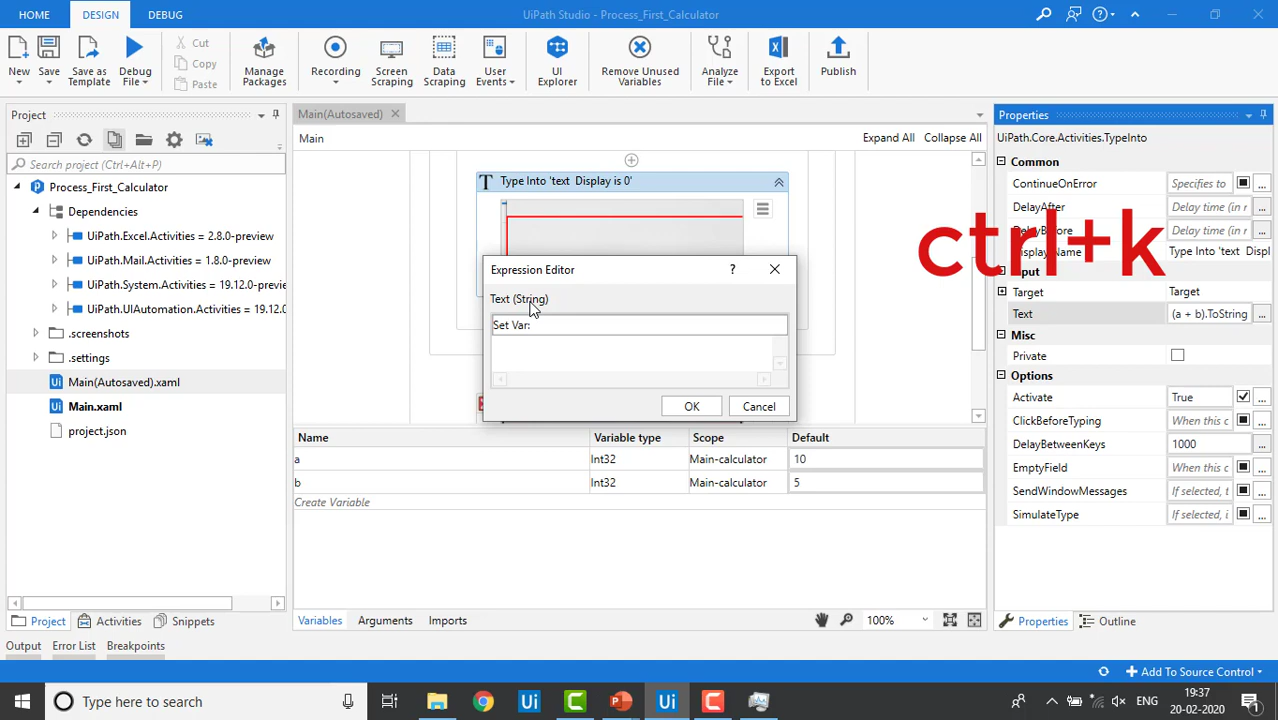 HOME DESIGN DEBUG UiPath Studio - Process_First_Calculator
New Save Save as Template Debug File Cut Copy Paste Manage Packages Recording Screen Scraping Data Scraping User Events UI Explorer Remove Unused Variables Analyze File Export to Excel Publish
Project
Search project (Ctrl+Alt+P)
Process_First_Calculator
Dependencies
UiPath.Excel.Activities = 2.8.0-preview
UiPath.Mail.Activities = 1.8.0-preview
UiPath.System.Activities = 19.12.0
UiPath.UIAutomation.Activities = 19.12.0
.screenshots
.settings
Main(Autosaved).xaml
Main.xaml
project.json
Project Activities Snippets
Main(Autosaved)
Main Expand All Collapse All
T Type Into 'text Display is 0'
Expression Editor ?
Text (String)
Set Var:
OK Cancel
Name Variable type Scope Default
a Int32 Main-calculator 10
b Int32 Main-calculator 5
Create Variable
Variables Arguments Imports 100%
Properties
UiPath.Core.Activities.TypeInto
Common
ContinueOnError Specifies to ...
DelayAfter Delay time (in r ...
DelayBefore Delay time (in r ...
DisplayName Type Into 'text Displ
ctrl+k
Input
Target Target
Text (a + b).ToString ...
Misc
Private
Options
Activate True ...
ClickBeforeTyping When this c ...
DelayBetweenKeys 1000 ...
EmptyField When this c ...
SendWindowMessages If selected, t ...
SimulateType If selected, i ...
Properties Outline
Output Error List Breakpoints
Add To Source Control
Type here to search
Ui Ui
ENG 19:37
20-02-2020
1